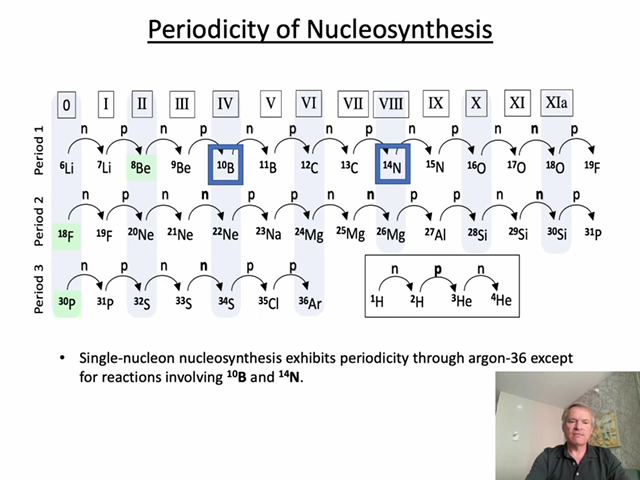 Periodicity of Nucleosynthesis
0 I II III IV V VI VII VIII IX X XI XIa
Period 1
n p n p n p n p n p n n p
⁶Li ⁷Li ⁸Be ⁹Be ¹⁰B ¹¹B ¹²C ¹³C ¹⁴N ¹⁵N ¹⁶O ¹⁷O ¹⁸O ¹⁹F
Period 2
n p n n p p n n p p n n p
¹⁸F ¹⁹F ²⁰Ne ²¹Ne ²²Ne ²³Na ²⁴Mg ²⁵Mg ²⁶Mg ²⁷Al ²⁸Si ²⁹Si ³⁰Si ³¹P
Period 3
n p n n p p
³⁰P ³¹P ³²S ³³S ³⁴S ³⁵Cl ³⁶Ar
n p n
¹H ²H ³He ⁴He
• Single-nucleon nucleosynthesis exhibits periodicity through argon-36 except
for reactions involving ¹⁰B and ¹⁴N.